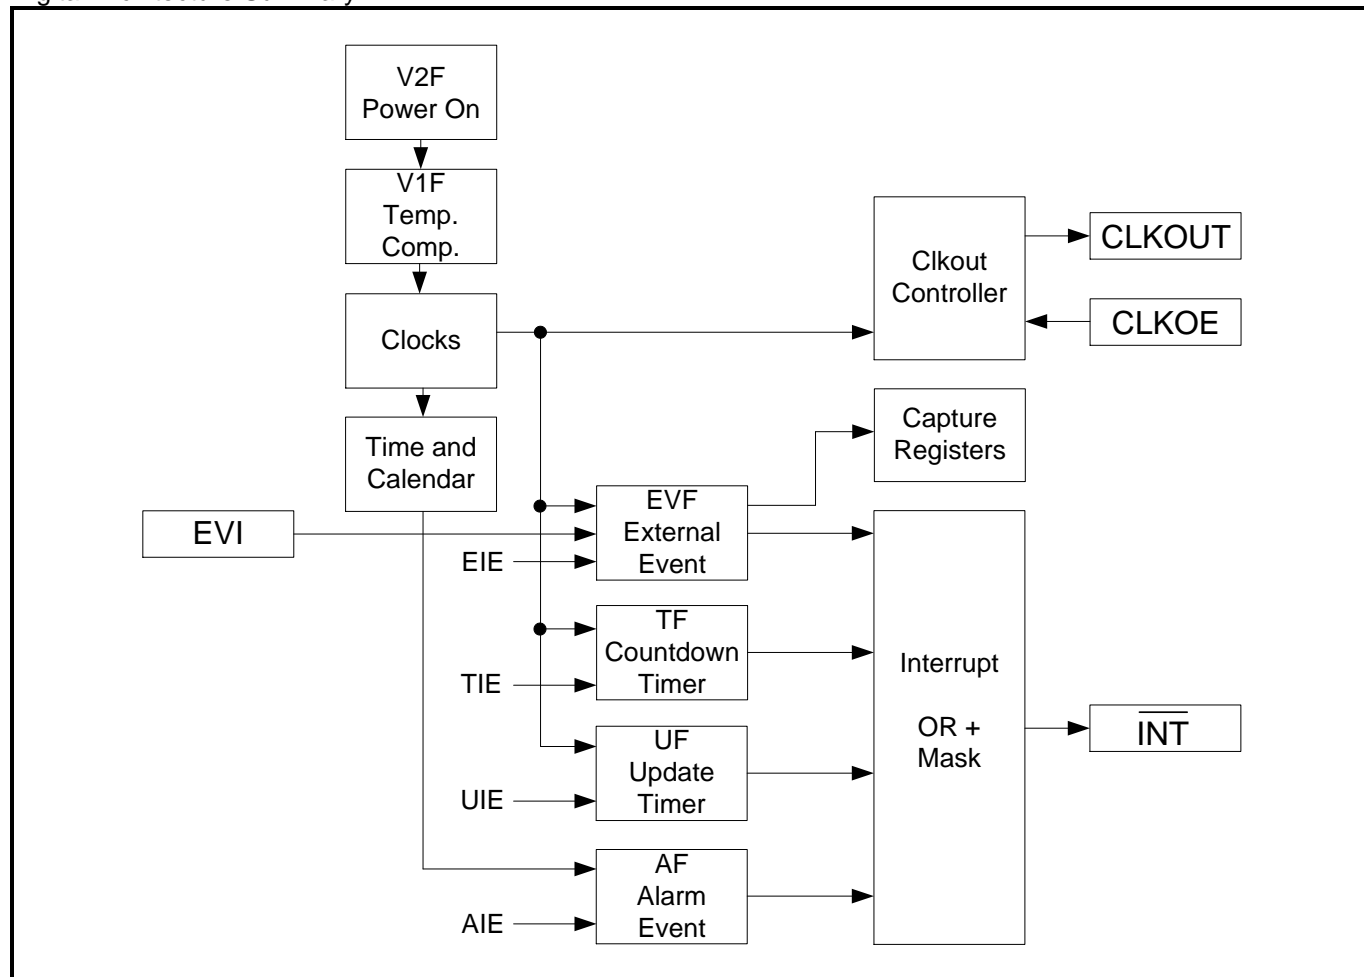 V2F
Power On
V1F
Temp.
Comp.
Clocks
Time and
Calendar
EVI
EIE
TIE
UIE
AIE
EVF
External
Event
TF
Countdown
Timer
UF
Update
Timer
AF
Alarm
Event
Clkout
Controller
Capture
Registers
Interrupt
OR +
Mask
CLKOUT
CLKOE
INT